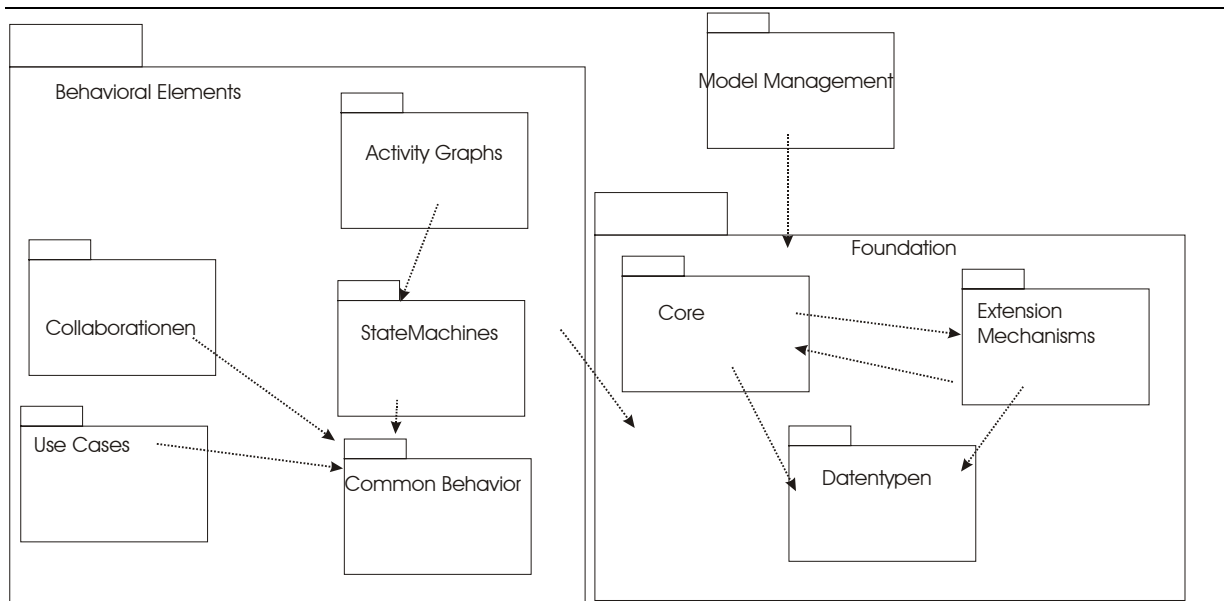 Model Management
Behavioral Elements
Activity Graphs
Foundation
Core
Extension
Mechanisms
Collaborationen
StateMachines
Use Cases
Common Behavior
Datentypen